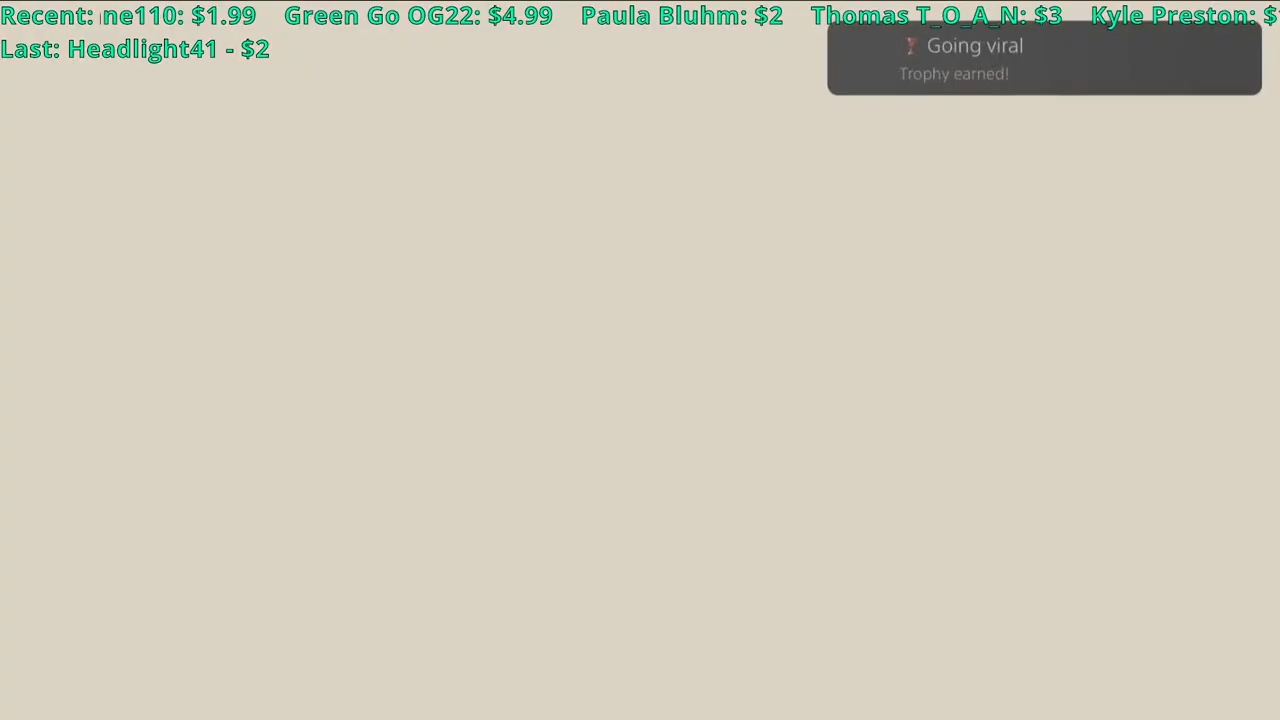 Recent: ne110: $1.99 Green Go OG22: $4.99 Paula Bluhm: $2 Thomas T_O_A_N: $3 Kyle Preston: $
Last: Headlight41 - $2
Going viral
Trophy earned!